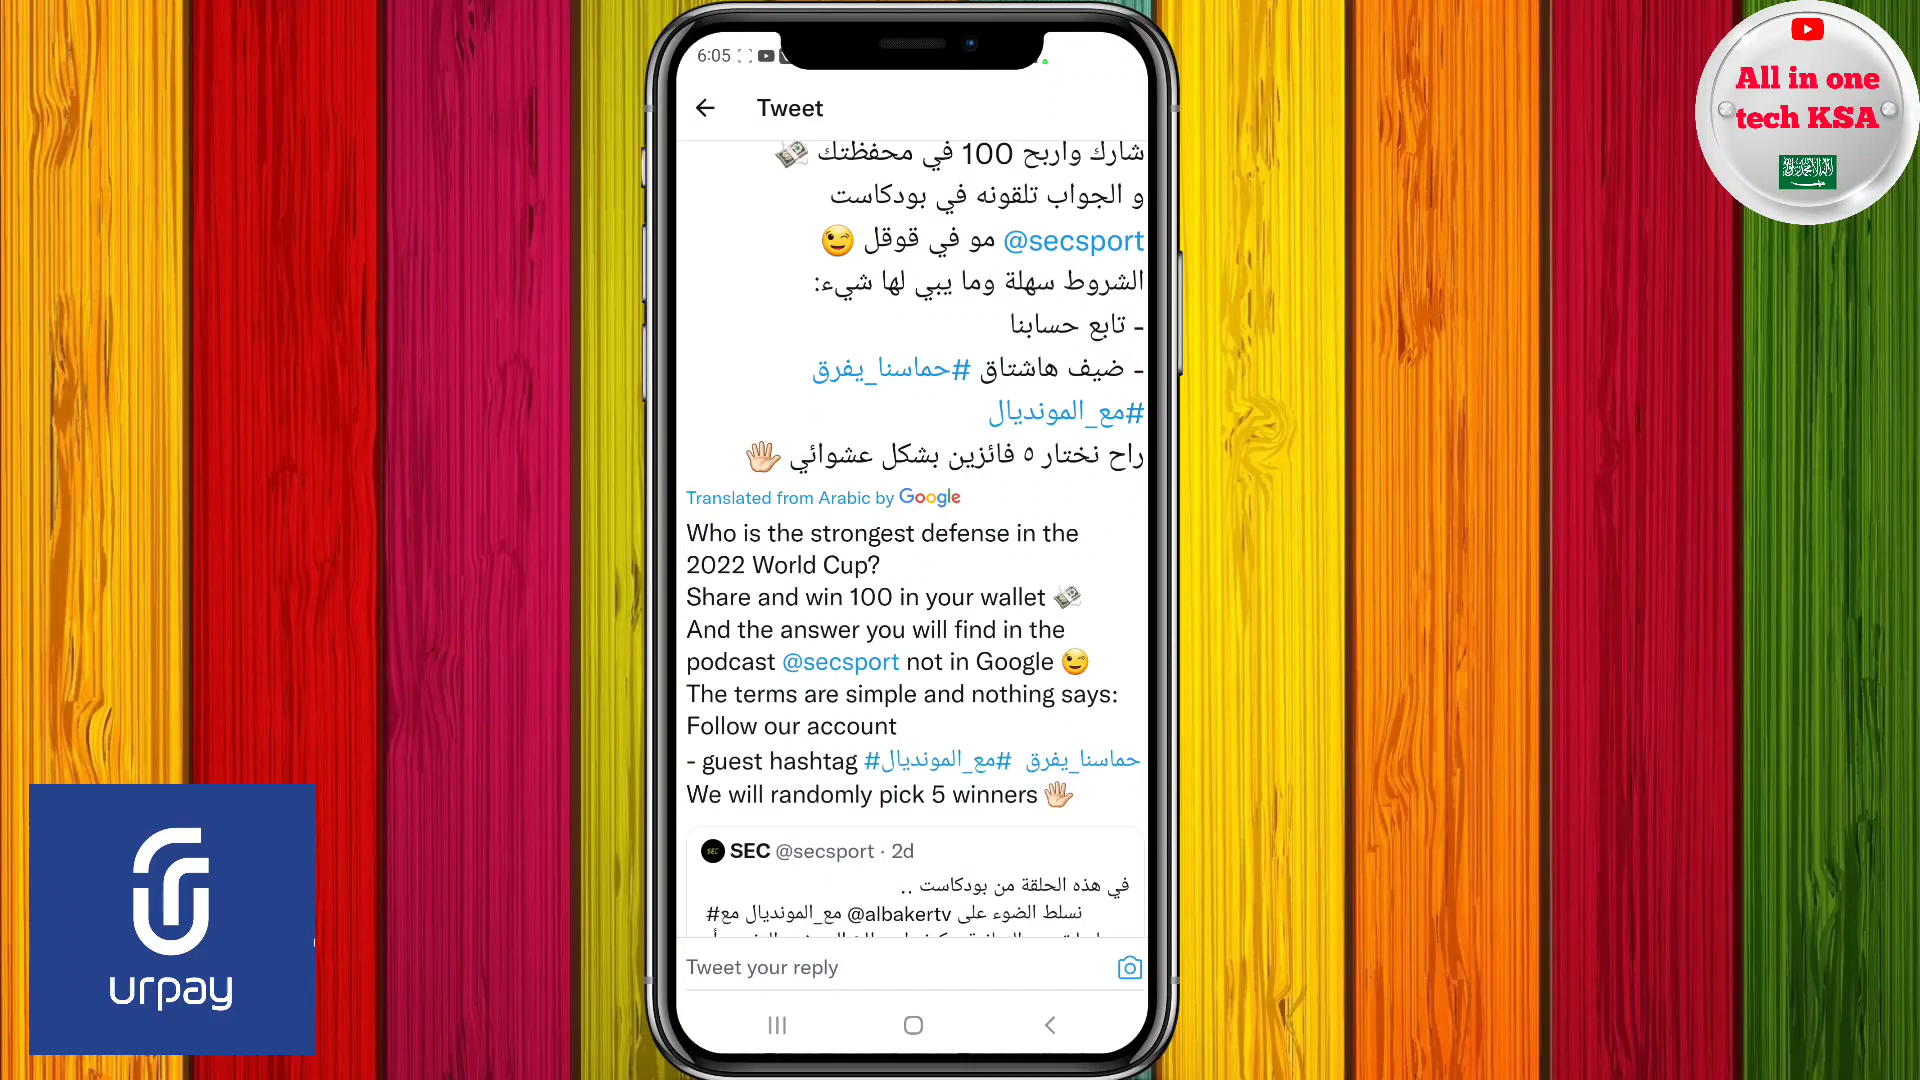 6:05
Tweet
شارك واربح 100 في محفظتك 💸
و الجواب تلقونه في بودكاست
@secsport مو في قوقل 😉
الشروط سهلة وما يبي لها شيء:
- تابع حسابنا
- ضيف هاشتاق #حماسنا_يفرق
#مع_المونديال
راح نختار ٥ فائزين بشكل عشوائي 🖐🏻
Translated from Arabic by Google
Who is the strongest defense in the
2022 World Cup?
Share and win 100 in your wallet 💸
And the answer you will find in the
podcast @secsport not in Google 😉
The terms are simple and nothing says:
Follow our account
- guest hashtag #حماسنا_يفرق #مع_المونديال
We will randomly pick 5 winners 🖐🏻
SEC @secsport · 2d
في هذه الحلقة من بودكاست ..
#مع_المونديال مع @albakertv نسلط الضوء على
Tweet your reply
All in one
tech KSA
urpay